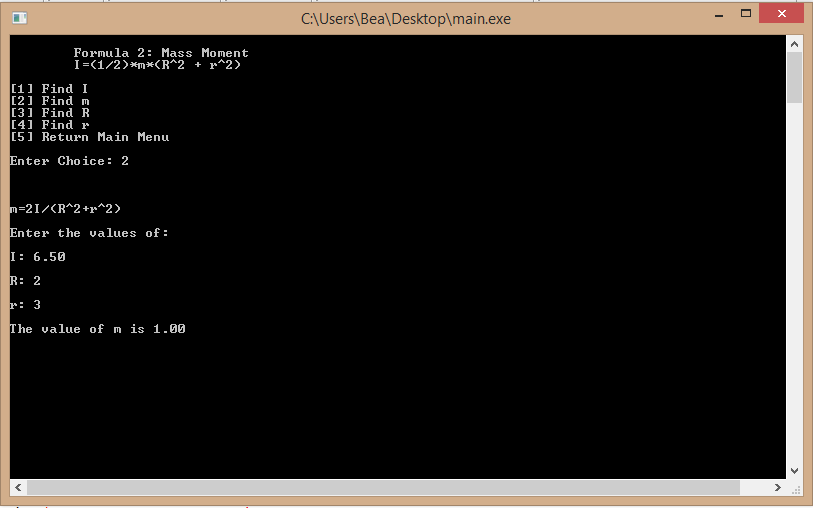 C:\Users\Bea\Desktop\main.exe
Formula 2: Mass Moment
I=(1/2)*m*(R^2 + r^2)
[1] Find I
[2] Find m
[3] Find R
[4] Find r
[5] Return Main Menu
Enter Choice: 2
m=2I/(R^2+r^2)
Enter the values of:
I: 6.50
R: 2
r: 3
The value of m is 1.00